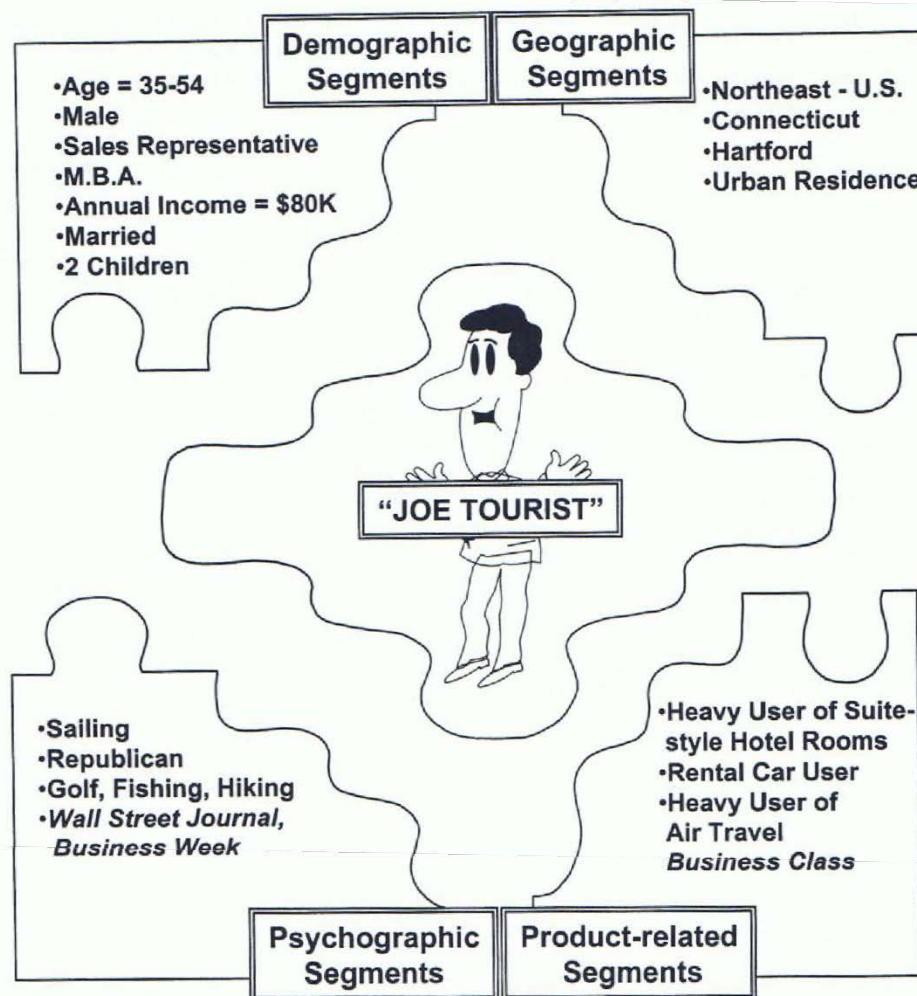 Demographic
Segments
Geographic
Segments
•Age = 35-54
•Male
•Sales Representative
•M.B.A.
•Annual Income = $80K
•Married
•2 Children
•Northeast - U.S.
•Connecticut
•Hartford
•Urban Residence
“JOE TOURIST”
•Sailing
•Republican
•Golf, Fishing, Hiking
•Wall Street Journal,
Business Week
•Heavy User of Suite-
style Hotel Rooms
•Rental Car User
•Heavy User of
Air Travel
Business Class
Psychographic
Segments
Product-related
Segments